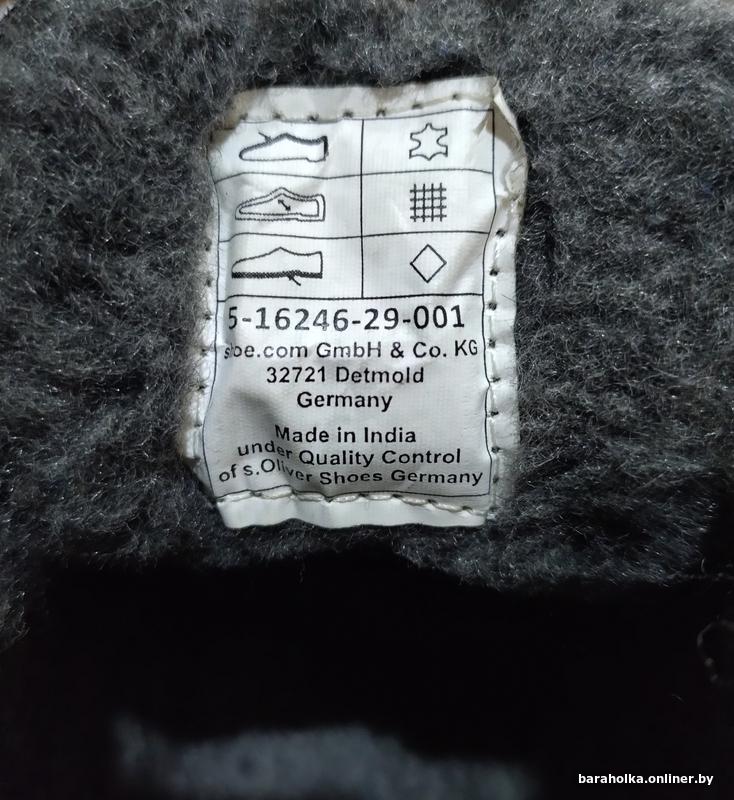 5-16246-29-001
shoe.com GmbH & Co. KG
32721 Detmold
Germany
Made in India
under Quality Control
of s.Oliver Shoes Germany
baraholka.onliner.by